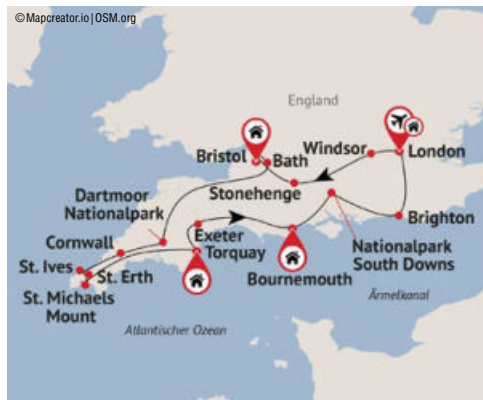 ©Mapcreator.io | OSM.org
England
Windsor
London
Bristol
Bath
Stonehenge
Dartmoor
Nationalpark
Brighton
Cornwall
Exeter
Torquay
Nationalpark
South Downs
St. Ives
St. Erth
Bournemouth
St. Michaels
Mount
Ärmelkanal
Atlantischer Ozean